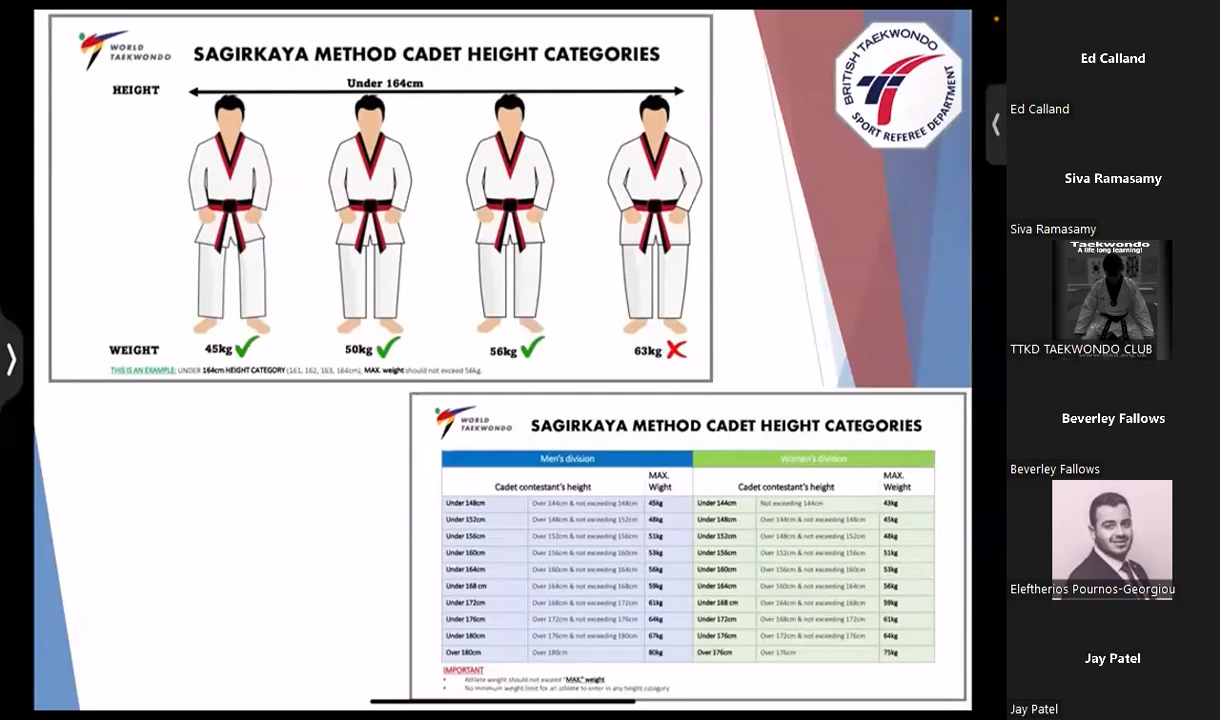 WORLD
TAEKWONDO
SAGIRKAYA METHOD CADET HEIGHT CATEGORIES
HEIGHT
Under 164cm
WEIGHT
45kg
50kg
56kg
63kg
THIS IS AN EXAMPLE: UNDER 164cm HEIGHT CATEGORY (161, 162, 163, 164cm), MAX. weight should not exceed 56kg.
BRITISH TAEKWONDO
SPORT REFEREE DEPARTMENT
WORLD
TAEKWONDO
SAGIRKAYA METHOD CADET HEIGHT CATEGORIES
Men's division Women's division
Cadet contestant's height MAX. Wight Cadet contestant's height MAX. Weight
Under 148cm Over 144cm & not exceeding 148cm 45kg Under 144cm Not exceeding 144cm 43kg
Under 152cm Over 148cm & not exceeding 152cm 48kg Under 148cm Over 144cm & not exceeding 148cm 45kg
Under 156cm Over 152cm & not exceeding 156cm 51kg Under 152cm Over 148cm & not exceeding 152cm 48kg
Under 160cm Over 156cm & not exceeding 160cm 53kg Under 156cm Over 152cm & not exceeding 156cm 51kg
Under 164cm Over 160cm & not exceeding 164cm 56kg Under 160cm Over 156cm & not exceeding 160cm 53kg
Under 168 cm Over 164cm & not exceeding 168cm 59kg Under 164cm Over 160cm & not exceeding 164cm 56kg
Under 172cm Over 168cm & not exceeding 172cm 61kg Under 168 cm Over 164cm & not exceeding 168cm 59kg
Under 176cm Over 172cm & not exceeding 176cm 64kg Under 172cm Over 168cm & not exceeding 172cm 61kg
Under 180cm Over 176cm & not exceeding 180cm 67kg Under 176cm Over 172cm & not exceeding 176cm 64kg
Over 180cm Over 180cm 80kg Over 176cm Over 176cm 75kg
IMPORTANT
• Athlete weight should not exceed "MAX." weight
• No minimum weight limit for an athlete to enter in any height category
Ed Calland
Ed Calland
Siva Ramasamy
Siva Ramasamy
Taekwondo
A life long learning!
TTKD TAEKWONDO CLUB
Beverley Fallows
Beverley Fallows
Eleftherios Pournos-Georgiou
Jay Patel
Jay Patel